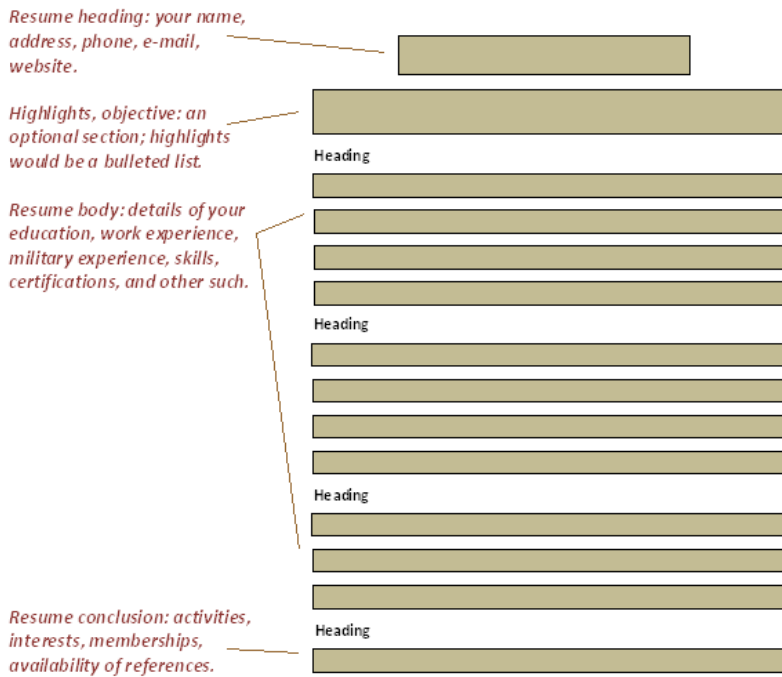 Resume heading: your name,
address, phone, e-mail,
website.
Highlights, objective: an
optional section; highlights
would be a bulleted list.
Heading
Resume body: details of your
education, work experience,
military experience, skills,
certifications, and other such.
Heading
Heading
Resume conclusion: activities,
interests, memberships,
availability of references.
Heading